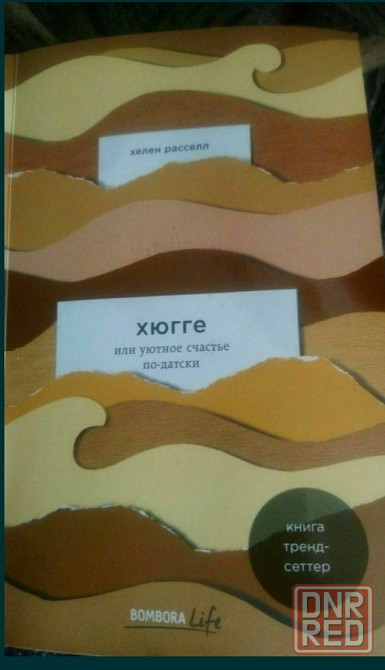 хелен расселл
хюгге
или уютное счастье
по-датски
книга
тренд-
сеттер
BOMBORA Life
DNR
RED